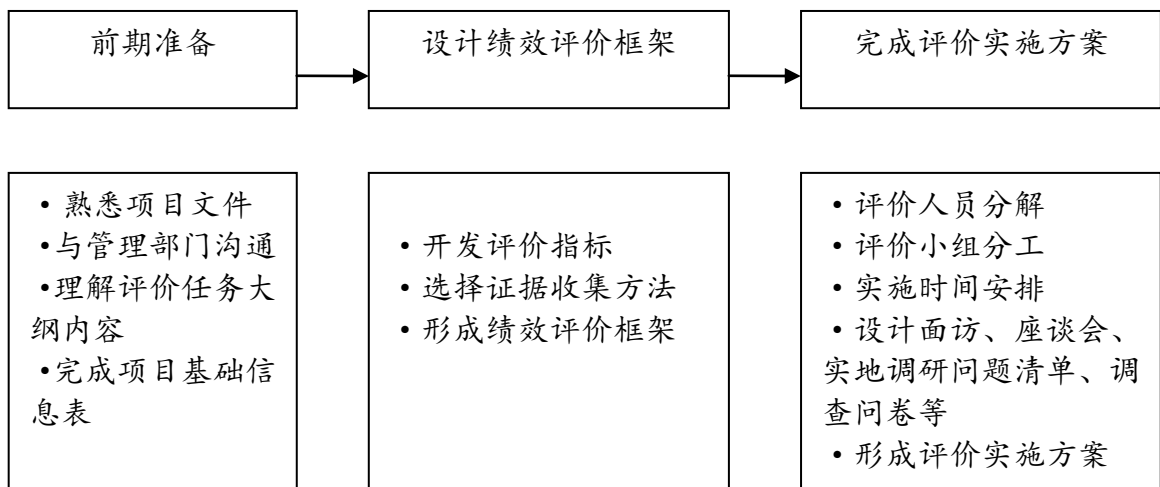 前期准备
设计绩效评价框架
完成评价实施方案
• 熟悉项目文件
•与管理部门沟通
•理解评价任务大
纲内容
•完成项目基础信
息表
• 开发评价指标
• 选择证据收集方法
• 形成绩效评价框架
• 评价人员分解
• 评价小组分工
• 实施时间安排
• 设计面访、座谈会、
实地调研问题清单、调
查问卷等
• 形成评价实施方案